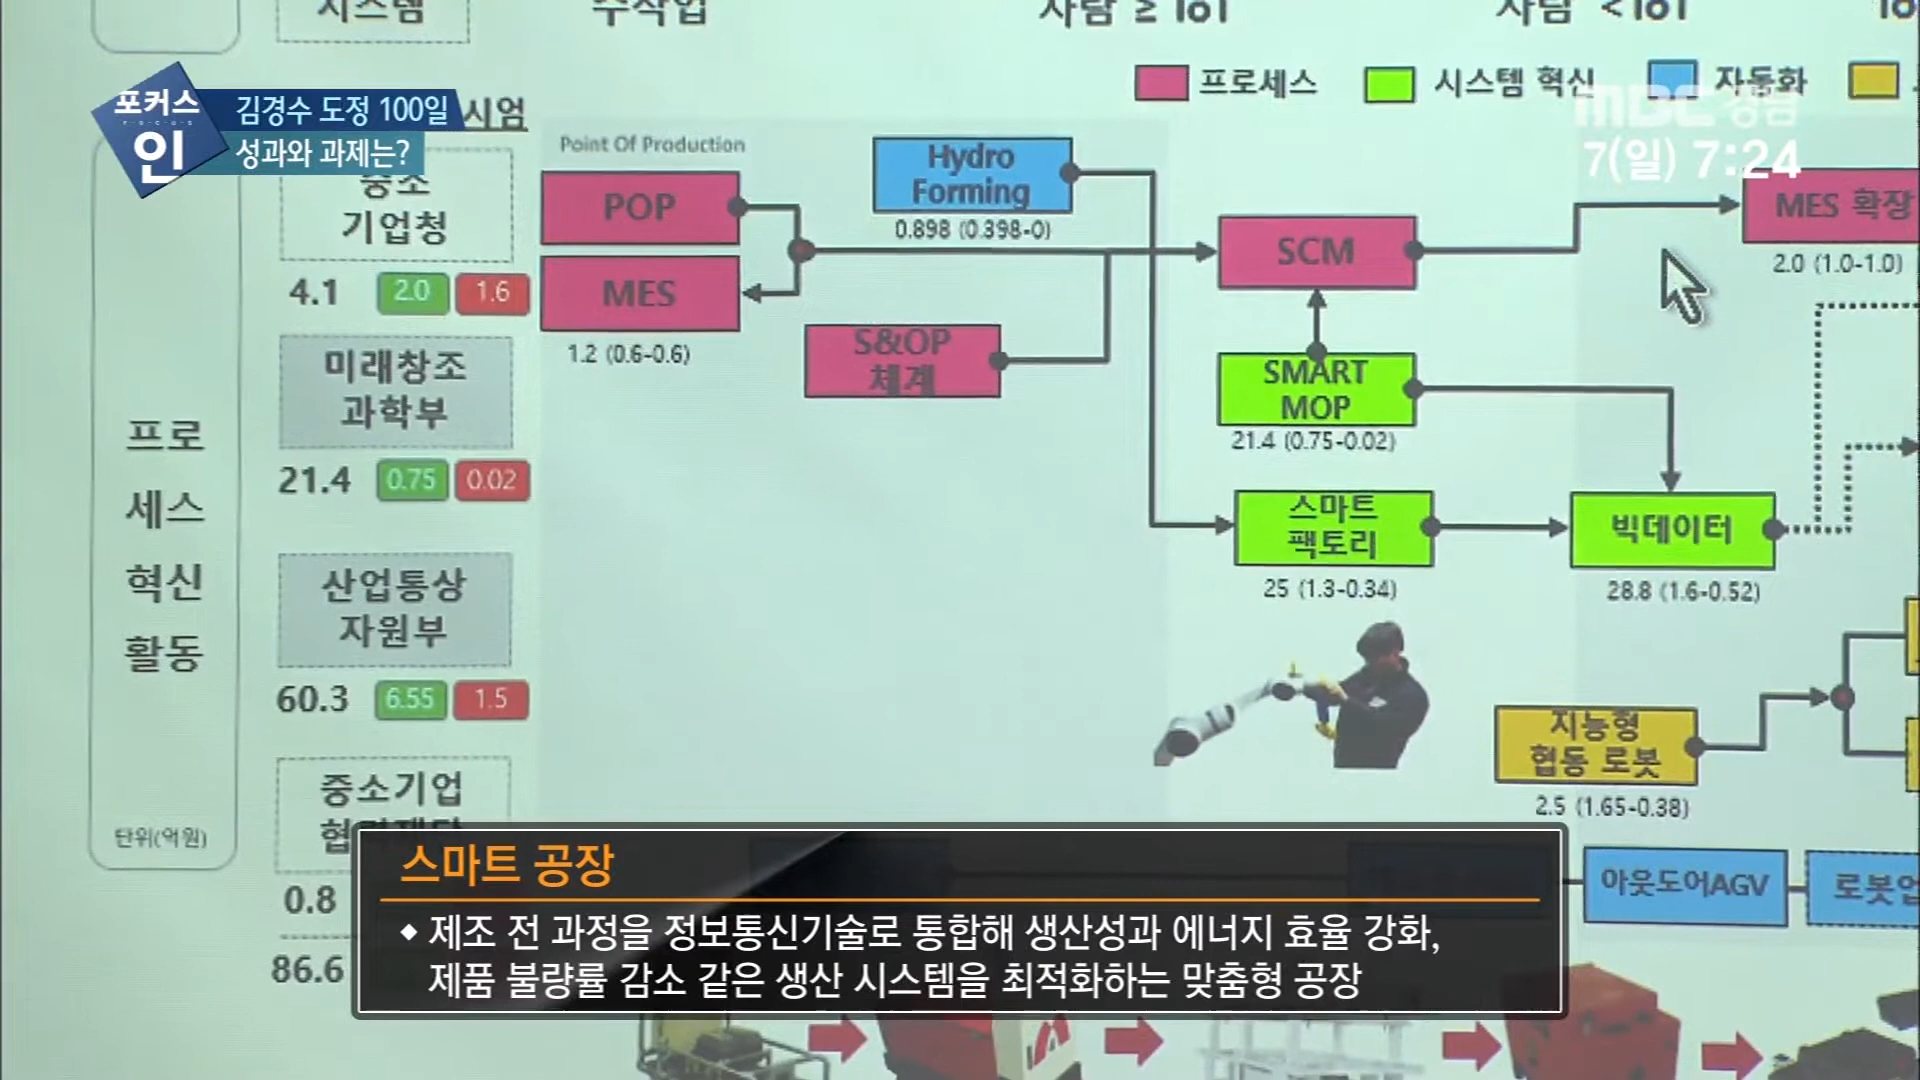 시스템
수작업
사람 ≥ IoT
사람 < IoT
프로세스
시스템 혁신
자동화
MBC경남
7(일) 7:24
포커스
FOCUS
인
김경수 도정 100일
성과와 과제는?
시엄
중소
기업청
4.1 2.0 1.6
미래창조
과학부
21.4 0.75 0.02
산업통상
자원부
60.3 6.55 1.5
중소기업
협력재단
0.8
86.6
프로
세스
혁신
활동
단위(억원)
Point Of Production
POP
MES
1.2 (0.6-0.6)
Hydro
Forming
0.898 (0.398-0)
S&OP
체계
SCM
SMART
MOP
21.4 (0.75-0.02)
MES 확장
2.0 (1.0-1.0)
스마트
팩토리
25 (1.3-0.34)
빅데이터
28.8 (1.6-0.52)
지능형
협동 로봇
2.5 (1.65-0.38)
아웃도어AGV
스마트 공장
◆ 제조 전 과정을 정보통신기술로 통합해 생산성과 에너지 효율 강화,
제품 불량률 감소 같은 생산 시스템을 최적화하는 맞춤형 공장